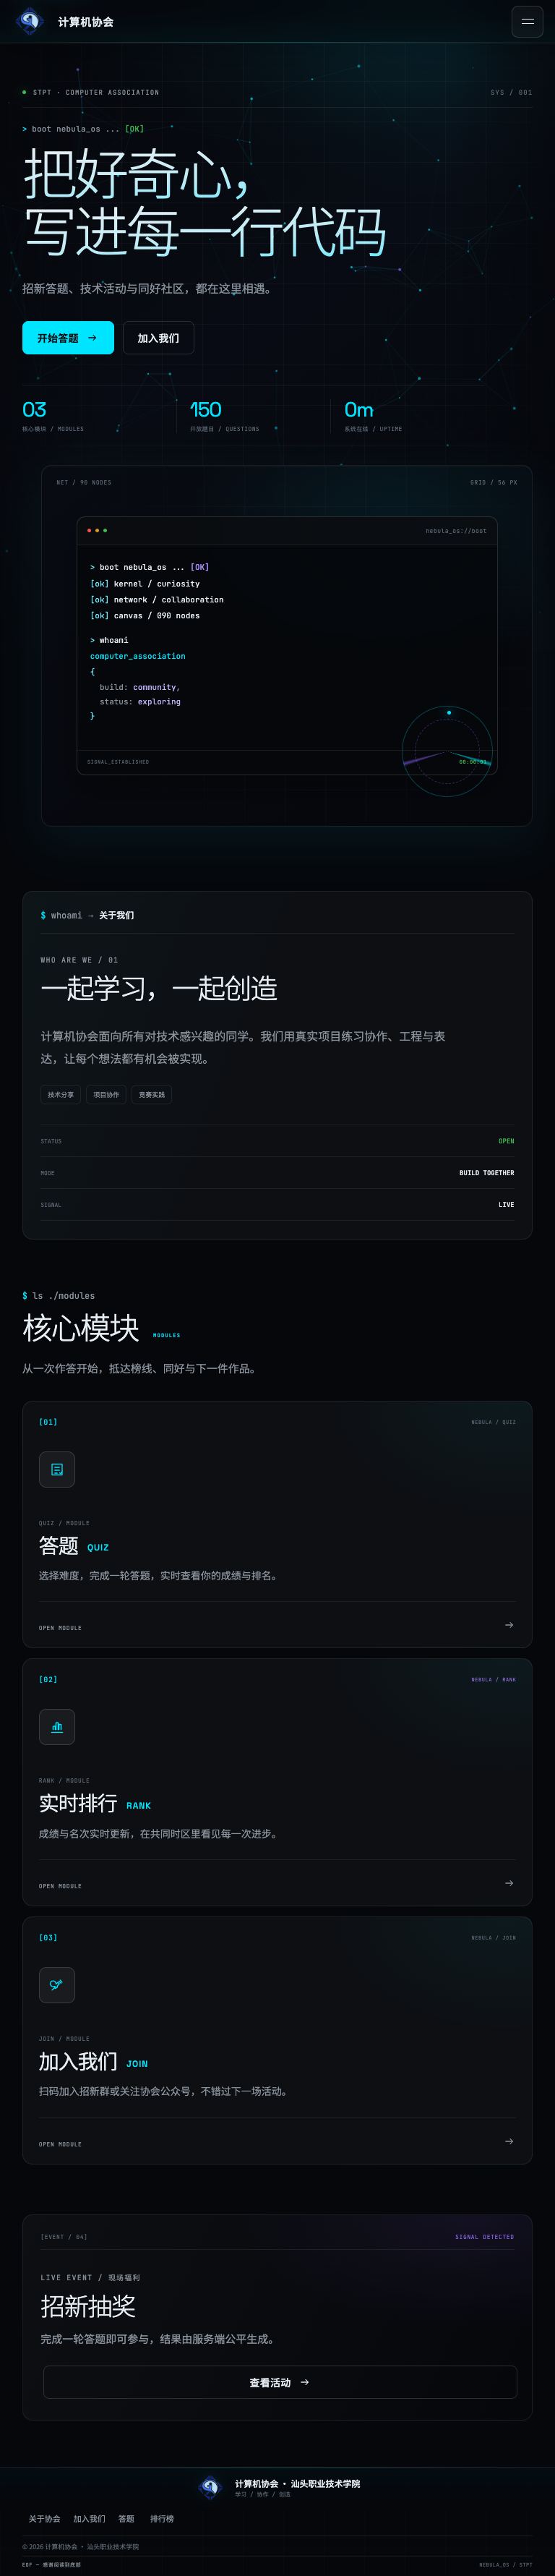 计算机协会
STPT · COMPUTER ASSOCIATION
SYS / 001
> boot nebula_os ... [OK]
把好奇心，
写进每一行代码
招新答题、技术活动与同好社区，都在这里相遇。
开始答题 →
加入我们
03
核心模块 / MODULES
150
开放题目 / QUESTIONS
0m
系统在线 / UPTIME
NET / 90 NODES
GRID / 56 PX
nebula_os://boot
> boot nebula_os ... [OK]
[ok] kernel / curiosity
[ok] network / collaboration
[ok] canvas / 090 nodes
> whoami
computer_association
{
build: community,
status: exploring
}
SIGNAL_ESTABLISHED
$ whoami → 关于我们
WHO ARE WE / 01
一起学习，一起创造
计算机协会面向所有对技术感兴趣的同学。我们用真实项目练习协作、工程与表
达，让每个想法都有机会被实现。
技术分享
项目协作
竞赛实践
STATUS
OPEN
MODE
BUILD TOGETHER
SIGNAL
LIVE
$ ls ./modules
核心模块 MODULES
从一次作答开始，抵达榜线、同好与下一件作品。
[01]
NEBULA / QUIZ
QUIZ / MODULE
答题 QUIZ
选择难度，完成一轮答题，实时查看你的成绩与排名。
OPEN MODULE →
[02]
NEBULA / RANK
RANK / MODULE
实时排行 RANK
成绩与名次实时更新，在共同时区里看见每一次进步。
OPEN MODULE →
[03]
NEBULA / JOIN
JOIN / MODULE
加入我们 JOIN
扫码加入招新群或关注协会公众号，不错过下一场活动。
OPEN MODULE →
[EVENT / 04]
SIGNAL DETECTED
LIVE EVENT / 现场福利
招新抽奖
完成一轮答题即可参与，结果由服务端公平生成。
查看活动 →
计算机协会 · 汕头职业技术学院
学习 / 协作 / 创造
关于协会
加入我们
答题
排行榜
© 2026 计算机协会 · 汕头职业技术学院
EOF — 感谢阅读到底部
NEBULA_OS / STPT